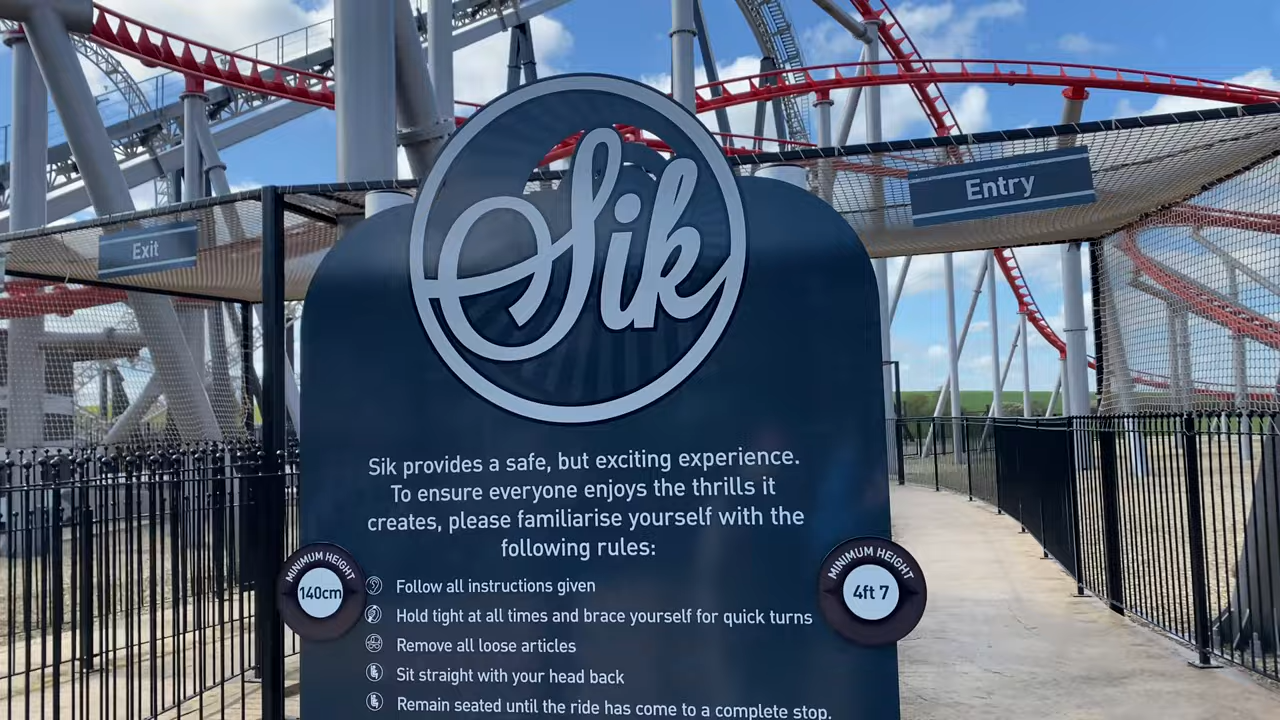 Exit
Entry
Sik
Sik provides a safe, but exciting experience.
To ensure everyone enjoys the thrills it
creates, please familiarise yourself with the
following rules:
MINIMUM HEIGHT
140cm
MINIMUM HEIGHT
4ft 7
Follow all instructions given
Hold tight at all times and brace yourself for quick turns
Remove all loose articles
Sit straight with your head back
Remain seated until the ride has come to a complete stop.